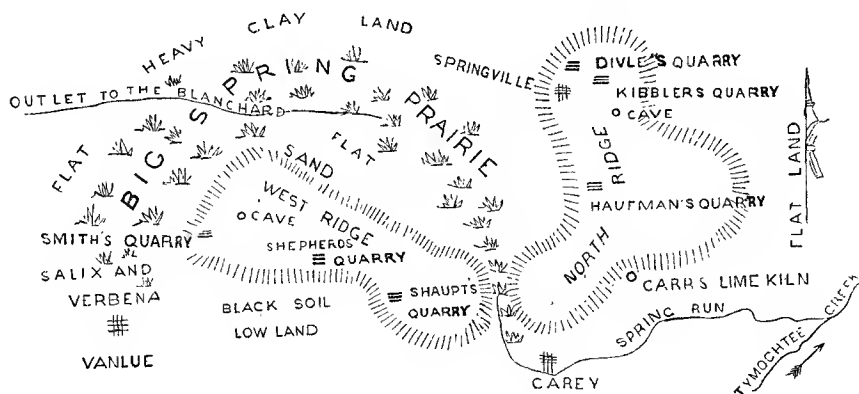 HEAVY CLAY LAND
BIG SPRING PRAIRIE
SPRINGVILLE
DIVLE'S QUARRY
KIBBLERS QUARRY
CAVE
OUTLET TO THE BLANCHARD
FLAT
SAND
FLAT
NORTH RIDGE
FLAT LAND
WEST RIDGE
CAVE
HAUFMAN'S QUARRY
SMITH'S QUARRY
SHEPHERDS
QUARRY
SALIX AND
VERBENA
CARRS LIME KILN
SHAUPTS
QUARRY
BLACK SOIL
LOW LAND
SPRING RUN
TYMOCHTEE CREEK
VANLUE
CAREY